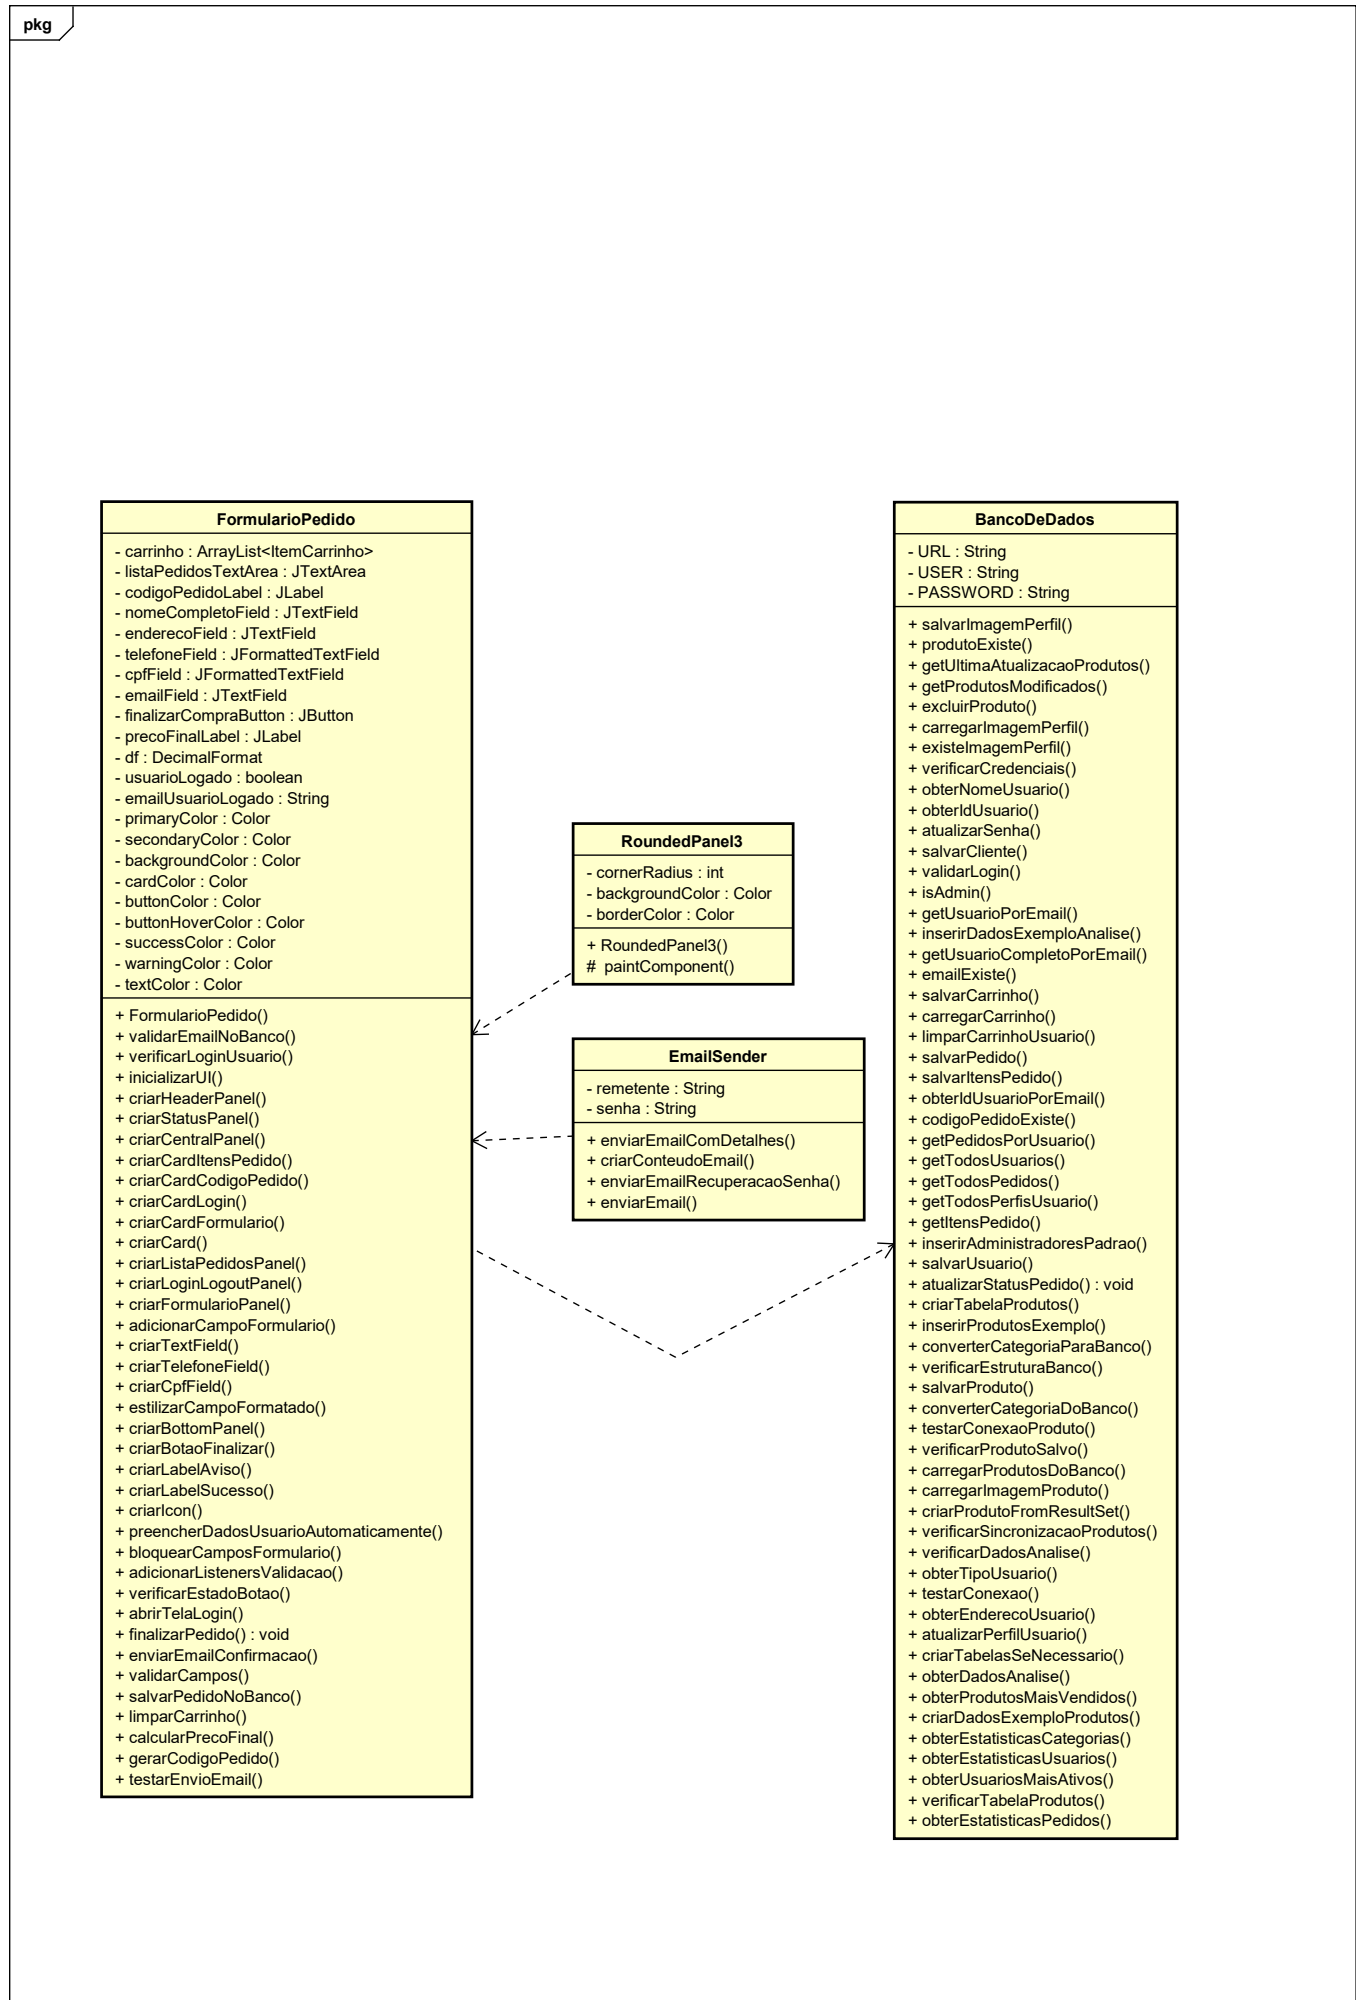 pkg
FormularioPedido
- carrinho : ArrayList<ItemCarrinho>
- listaPedidosTextArea : JTextArea
- codigoPedidoLabel : JLabel
- nomeCompletoField : JTextField
- enderecoField : JTextField
- telefoneField : JFormattedTextField
- cpfField : JFormattedTextField
- emailField : JTextField
- finalizarCompraButton : JButton
- precoFinalLabel : JLabel
- df : DecimalFormat
- usuarioLogado : boolean
- emailUsuarioLogado : String
- primaryColor : Color
- secondaryColor : Color
- backgroundColor : Color
- cardColor : Color
- buttonColor : Color
- buttonHoverColor : Color
- successColor : Color
- warningColor : Color
- textColor : Color
+ FormularioPedido()
+ validarEmailNoBanco()
+ verificarLoginUsuario()
+ inicializarUI()
+ criarHeaderPanel()
+ criarStatusPanel()
+ criarCentralPanel()
+ criarCardItensPedido()
+ criarCardCodigoPedido()
+ criarCardLogin()
+ criarCardFormulario()
+ criarCard()
+ criarListaPedidosPanel()
+ criarLoginLogoutPanel()
+ criarFormularioPanel()
+ adicionarCampoFormulario()
+ criarTextField()
+ criarTelefoneField()
+ criarCpfField()
+ estilizarCampoFormatado()
+ criarBottomPanel()
+ criarBotaoFinalizar()
+ criarLabelAviso()
+ criarLabelSucesso()
+ criarIcon()
+ preencherDadosUsuarioAutomaticamente()
+ bloquearCamposFormulario()
+ adicionarListenersValidacao()
+ verificarEstadoBotao()
+ abrirTelaLogin()
+ finalizarPedido() : void
+ enviarEmailConfirmacao()
+ validarCampos()
+ salvarPedidoNoBanco()
+ limparCarrinho()
+ calcularPrecoFinal()
+ gerarCodigoPedido()
+ testarEnvioEmail()
RoundedPanel3
- cornerRadius : int
- backgroundColor : Color
- borderColor : Color
+ RoundedPanel3()
# paintComponent()
EmailSender
- remetente : String
- senha : String
+ enviarEmailComDetalhes()
+ criarConteudoEmail()
+ enviarEmailRecuperacaoSenha()
+ enviarEmail()
BancoDeDados
- URL : String
- USER : String
- PASSWORD : String
+ salvarImagemPerfil()
+ produtoExiste()
+ getUltimaAtualizacaoProdutos()
+ getProdutosModificados()
+ excluirProduto()
+ carregarImagemPerfil()
+ existeImagemPerfil()
+ verificarCredenciais()
+ obterNomeUsuario()
+ obterIdUsuario()
+ atualizarSenha()
+ salvarCliente()
+ validarLogin()
+ isAdmin()
+ getUsuarioPorEmail()
+ inserirDadosExemploAnalise()
+ getUsuarioCompletoPorEmail()
+ emailExiste()
+ salvarCarrinho()
+ carregarCarrinho()
+ limparCarrinhoUsuario()
+ salvarPedido()
+ salvarItensPedido()
+ obterIdUsuarioPorEmail()
+ codigoPedidoExiste()
+ getPedidosPorUsuario()
+ getTodosUsuarios()
+ getTodosPedidos()
+ getTodosPerfisUsuario()
+ getItensPedido()
+ inserirAdministradoresPadrao()
+ salvarUsuario()
+ atualizarStatusPedido() : void
+ criarTabelaProdutos()
+ inserirProdutosExemplo()
+ converterCategoriaParaBanco()
+ verificarEstruturaBanco()
+ salvarProduto()
+ converterCategoriaDoBanco()
+ testarConexaoProduto()
+ verificarProdutoSalvo()
+ carregarProdutosDoBanco()
+ carregarImagemProduto()
+ criarProdutoFromResultSet()
+ verificarSincronizacaoProdutos()
+ verificarDadosAnalise()
+ obterTipoUsuario()
+ testarConexao()
+ obterEnderecoUsuario()
+ atualizarPerfilUsuario()
+ criarTabelasSeNecessario()
+ obterDadosAnalise()
+ obterProdutosMaisVendidos()
+ criarDadosExemploProdutos()
+ obterEstatisticasCategorias()
+ obterEstatisticasUsuarios()
+ obterUsuariosMaisAtivos()
+ verificarTabelaProdutos()
+ obterEstatisticasPedidos()